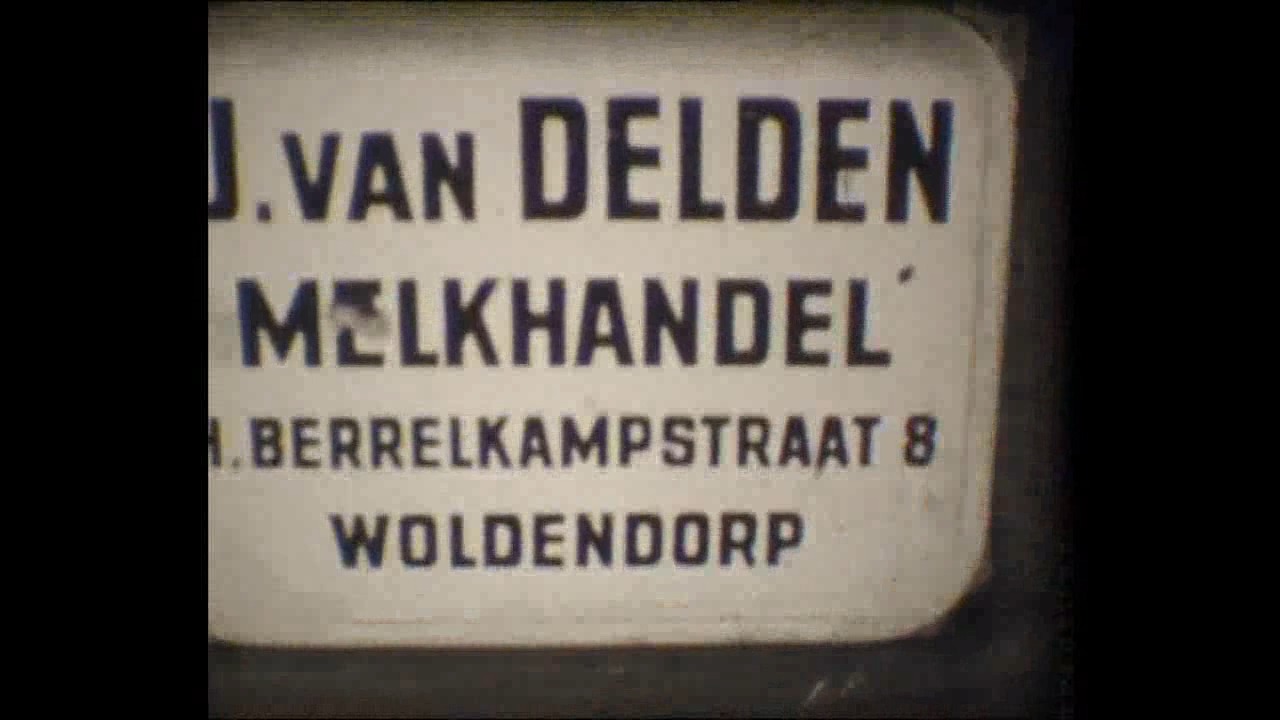 J. VAN DELDEN
MELKHANDEL
H. BERRELKAMPSTRAAT 8
WOLDENDORP